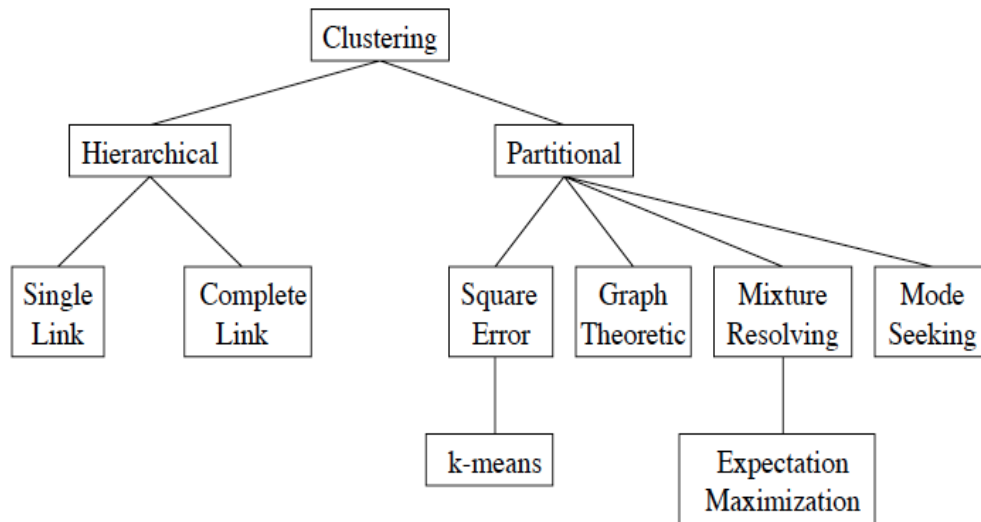 Clustering
Hierarchical
Partitional
Single
Link
Complete
Link
Square
Error
Graph
Theoretic
Mixture
Resolving
Mode
Seeking
k-means
Expectation
Maximization